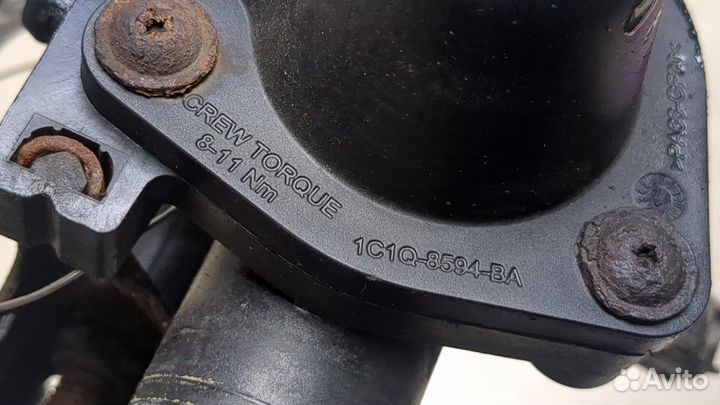 CREW TORQUE
8-11 Nm
1C1Q-8594-BA
Avito